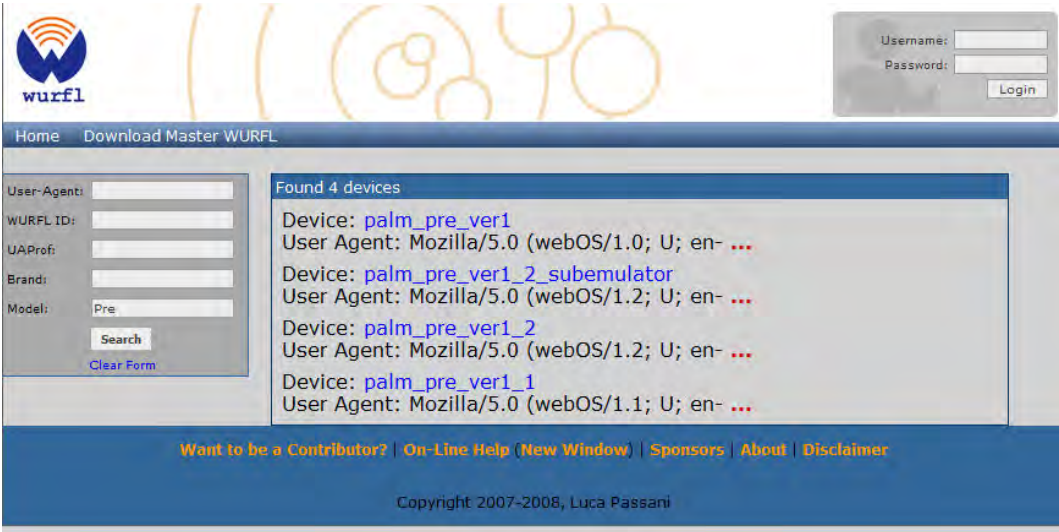 wurfl
Username:
Password:
Login
Home Download Master WURFL
User-Agent:
WURFL ID:
UAProf:
Brand:
Model: Pre
Search
Clear Form
Found 4 devices
Device: palm_pre_ver1
User Agent: Mozilla/5.0 (webOS/1.0; U; en- ...
Device: palm_pre_ver1_2_subemulator
User Agent: Mozilla/5.0 (webOS/1.2; U; en- ...
Device: palm_pre_ver1_2
User Agent: Mozilla/5.0 (webOS/1.2; U; en- ...
Device: palm_pre_ver1_1
User Agent: Mozilla/5.0 (webOS/1.1; U; en- ...
Want to be a Contributor? | On-Line Help (New Window) | Sponsors | About | Disclaimer
Copyright 2007-2008, Luca Passani